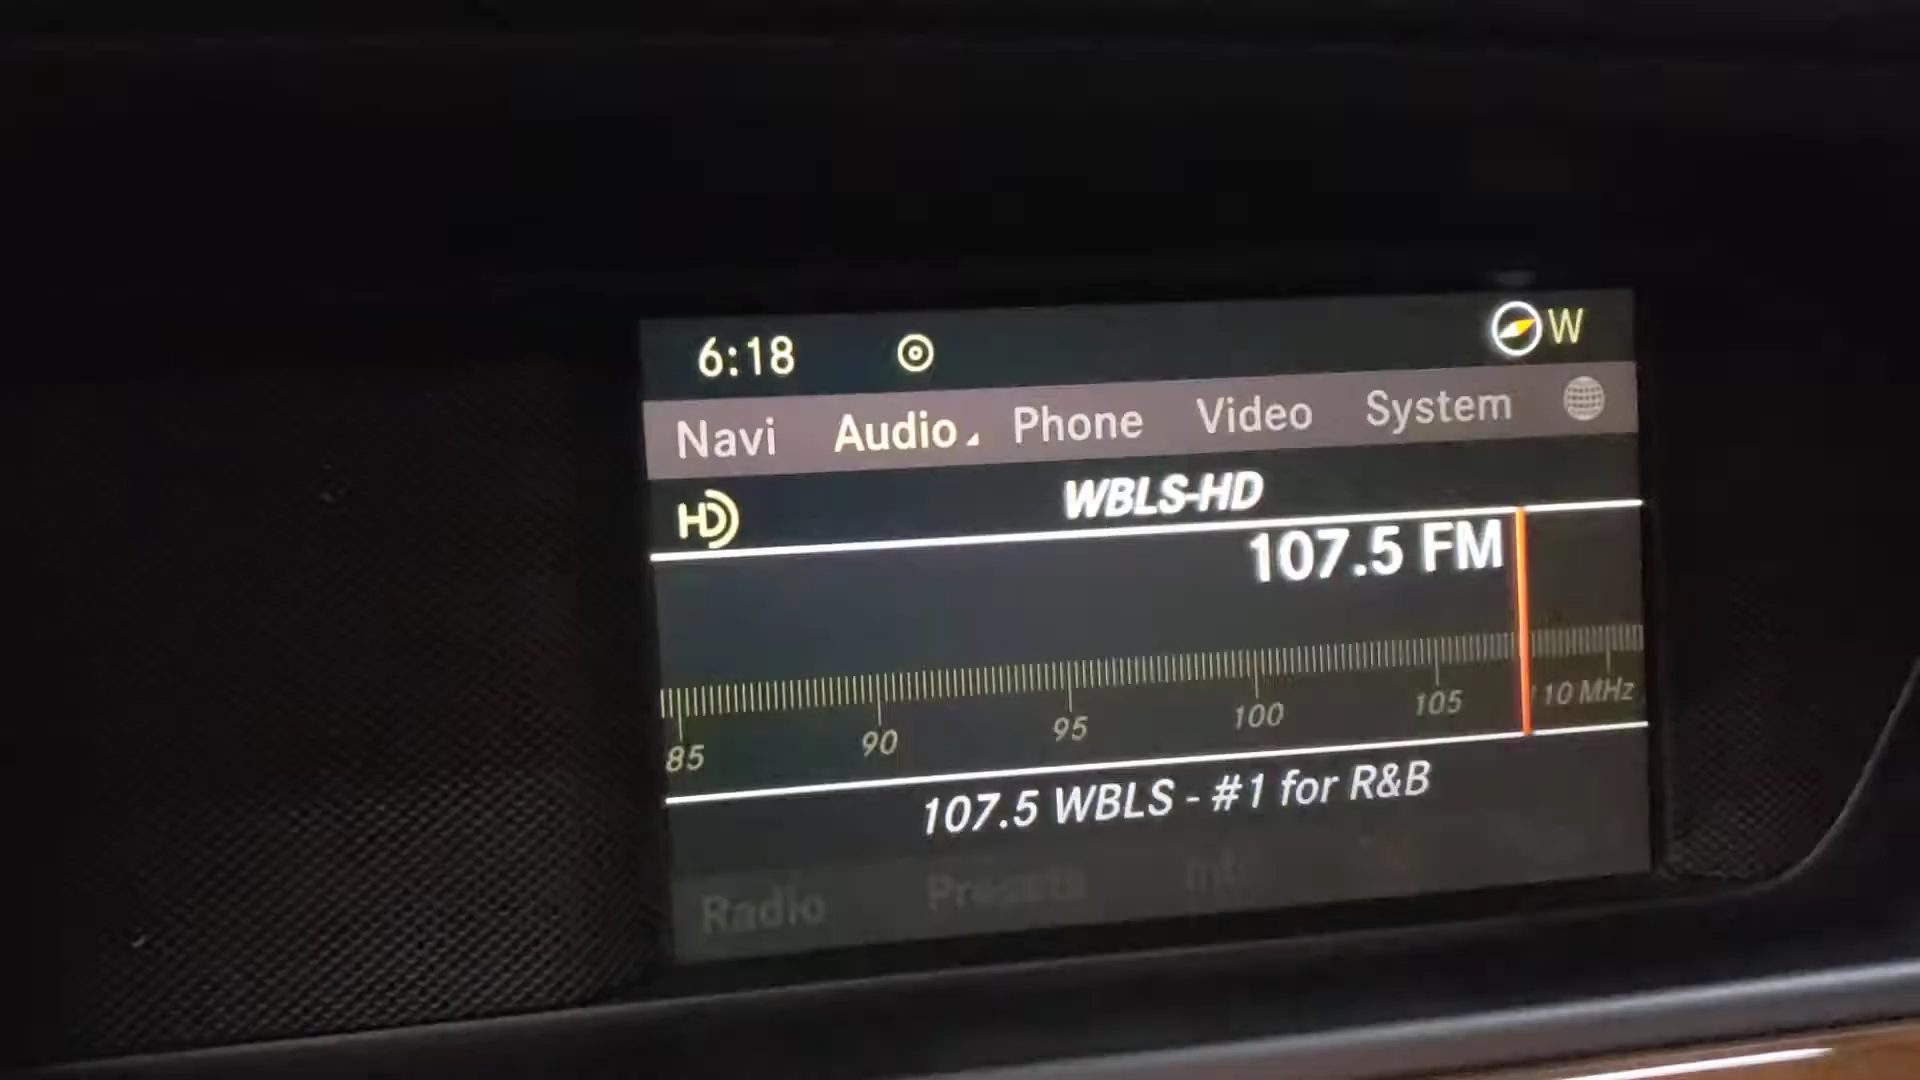 6:18 W
Navi Audio Phone Video System
HD WBLS-HD
107.5 FM
85 90 95 100 105 110 MHz
107.5 WBLS - #1 for R&B
Radio Presets Info